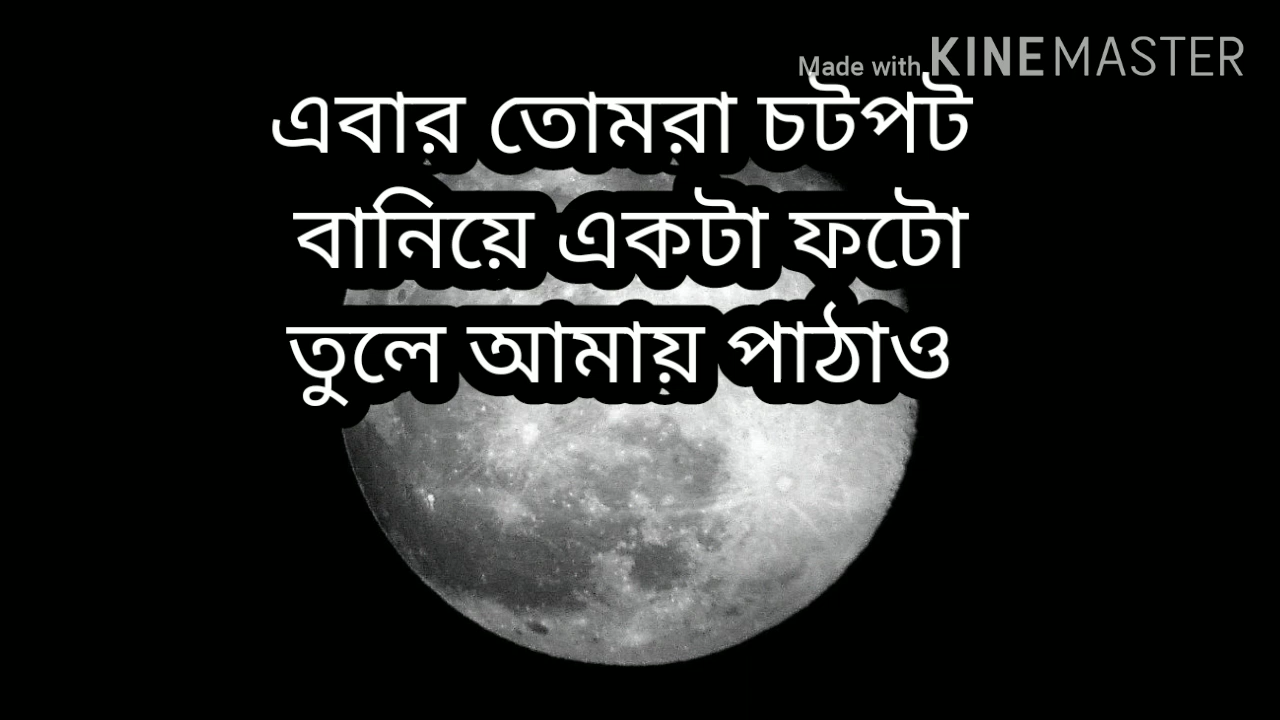 Made with KINEMASTER
এবার তোমরা চটপট
বানিয়ে একটা ফটো
তুলে আমায় পাঠাও